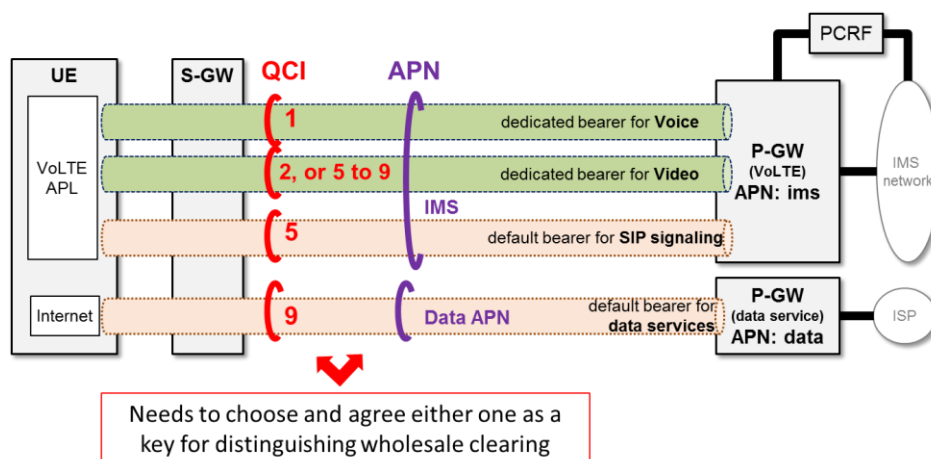 PCRF
UE
S-GW
QCI
APN
1
dedicated bearer for Voice
VoLTE
APL
2, or 5 to 9
dedicated bearer for Video
P-GW
(VoLTE)
APN: ims
IMS
network
IMS
5
default bearer for SIP signaling
Internet
9
Data APN
default bearer for
data services
P-GW
(data service)
APN: data
ISP
Needs to choose and agree either one as a
key for distinguishing wholesale clearing